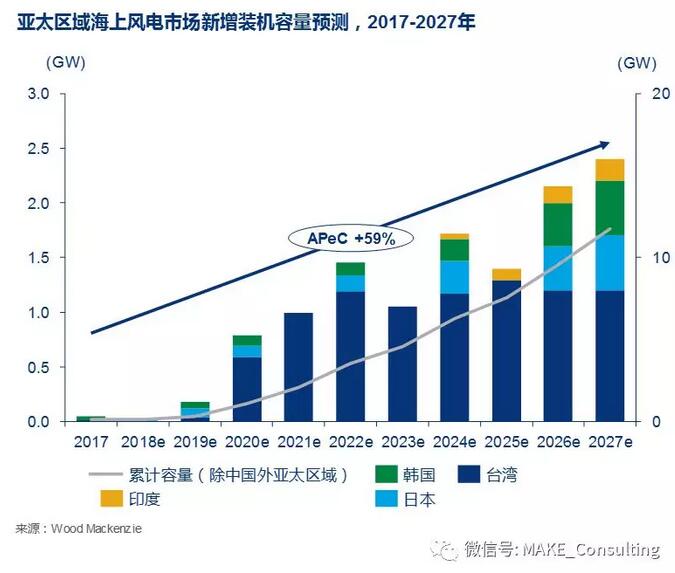 亚太区域海上风电市场新增装机容量预测，2017-2027年
(GW) (GW)
3.0 20
2.5
2.0
APeC +59%
1.5 10
1.0
0.5
0.0 0
2017 2018e 2019e 2020e 2021e 2022e 2023e 2024e 2025e 2026e 2027e
累计容量（除中国外亚太区域） 韩国 台湾
印度 日本
来源：Wood Mackenzie
微信号: MAKE_Consulting